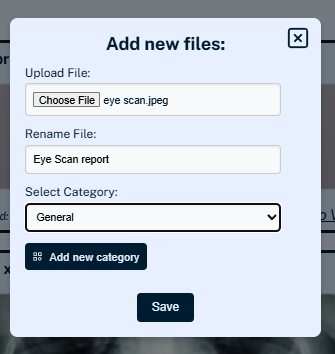 Add new files:
Upload File:
Choose File eye scan.jpeg
Rename File:
Eye Scan report
Select Category:
General
Add new category
Save